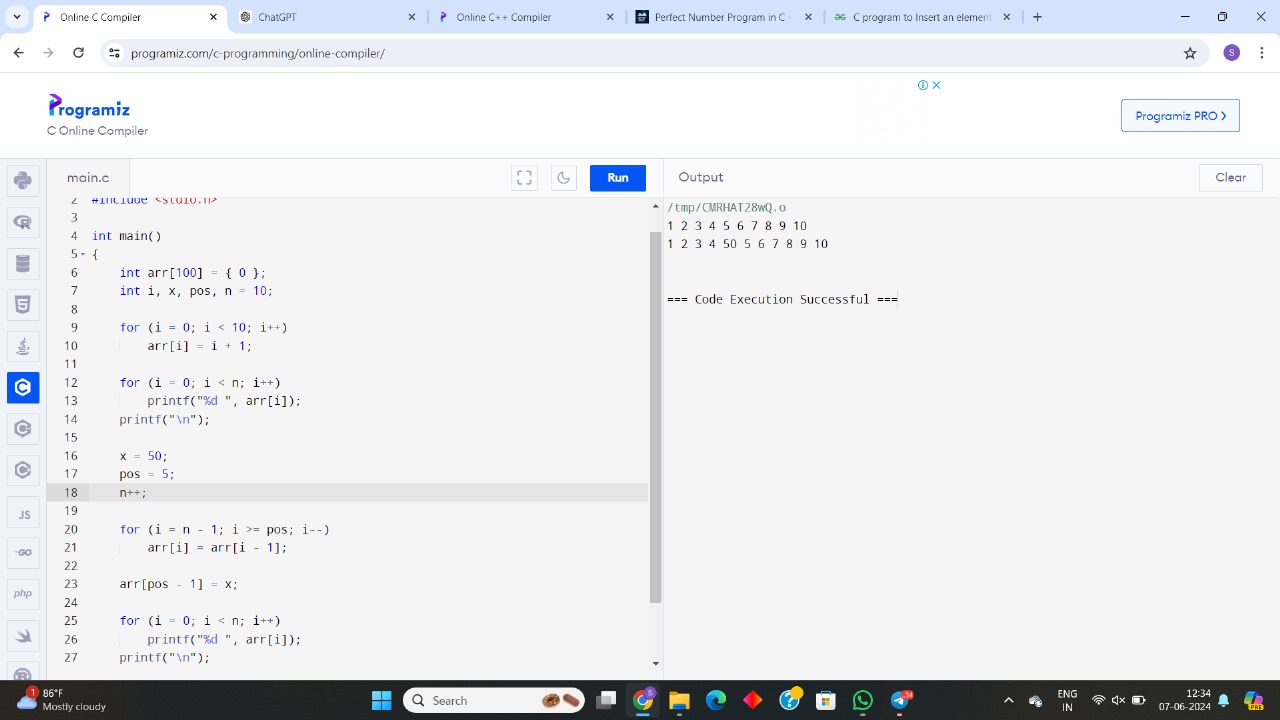 Online C Compiler
ChatGPT
Online C++ Compiler
Perfect Number Program in C -
C program to Insert an element
programiz.com/c-programming/online-compiler/
S
Programiz
C Online Compiler
Programiz PRO
main.c
Run
Output
Clear
2 #include <stdio.h>
3
4 int main()
5 {
6 int arr[100] = { 0 };
7 int i, x, pos, n = 10;
8
9 for (i = 0; i < 10; i++)
10 arr[i] = i + 1;
11
12 for (i = 0; i < n; i++)
13 printf("%d ", arr[i]);
14 printf("\n");
15
16 x = 50;
17 pos = 5;
18 n++;
19
20 for (i = n - 1; i >= pos; i--)
21 arr[i] = arr[i - 1];
22
23 arr[pos - 1] = x;
24
25 for (i = 0; i < n; i++)
26 printf("%d ", arr[i]);
27 printf("\n");
/tmp/CMRHAT28wQ.o
1 2 3 4 5 6 7 8 9 10
1 2 3 4 50 5 6 7 8 9 10
=== Code Execution Successful ===
JS
GO
php
1
86°F
Mostly cloudy
Search
S
34
ENG
IN
12:34
07-06-2024
PRE